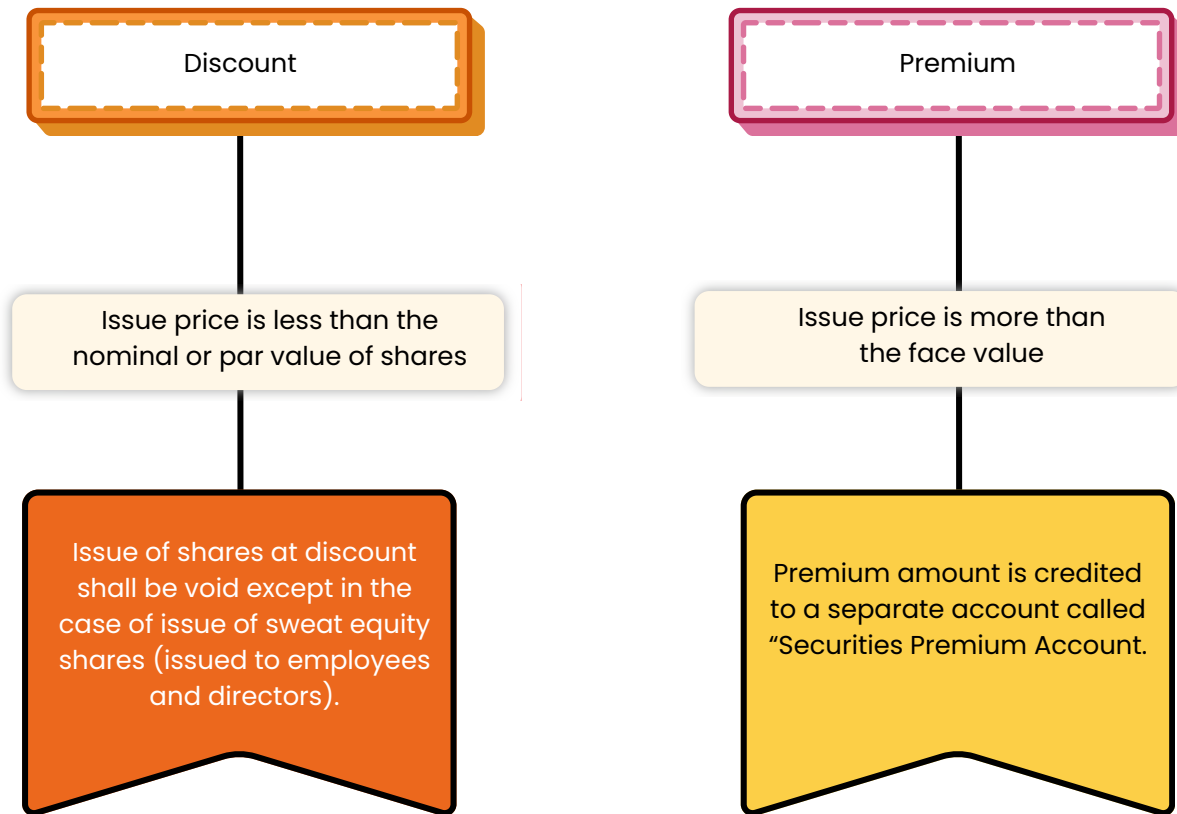 Discount
Issue price is less than the
nominal or par value of shares
Issue of shares at discount
shall be void except in the
case of issue of sweat equity
shares (issued to employees
and directors).
Premium
Issue price is more than
the face value
Premium amount is credited
to a separate account called
“Securities Premium Account.